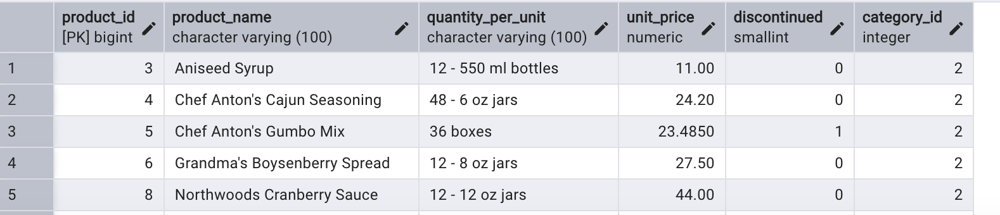 product_id product_name quantity_per_unit unit_price discontinued category_id
[PK] bigint character varying (100) character varying (100) numeric smallint integer
1 3 Aniseed Syrup 12 - 550 ml bottles 11.00 0 2
2 4 Chef Anton's Cajun Seasoning 48 - 6 oz jars 24.20 0 2
3 5 Chef Anton's Gumbo Mix 36 boxes 23.4850 1 2
4 6 Grandma's Boysenberry Spread 12 - 8 oz jars 27.50 0 2
5 8 Northwoods Cranberry Sauce 12 - 12 oz jars 44.00 0 2